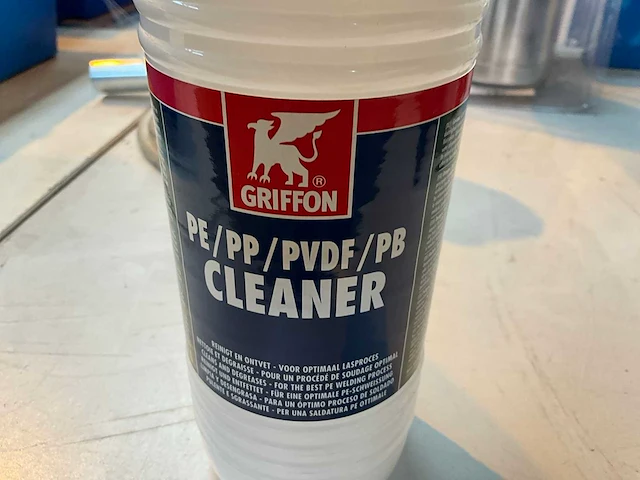 GRIFFON®
PE/PP/PVDF/PB
CLEANER
REINIGT EN ONTVET - VOOR OPTIMAAL LASPROCES
NETTOIE ET DEGRAISSE - POUR UN PROCÉDÉ DE SOUDAGE OPTIMAL
CLEANS AND DEGREASES - FOR THE BEST PE WELDING PROCESS
REINIGT UND ENTFETTET - FÜR EINE OPTIMALE PE-SCHWEISSUNG
LIMPIA Y DESENGRASA - PARA UN ÓPTIMO PROCESO DE SOLDADO
PULISCE E SGRASSANTE - PER UNA SALDATURA PE OTTIMALE